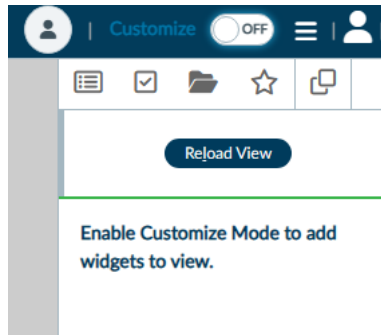 | Customize OFF |
Reload View
Enable Customize Mode to add
widgets to view.